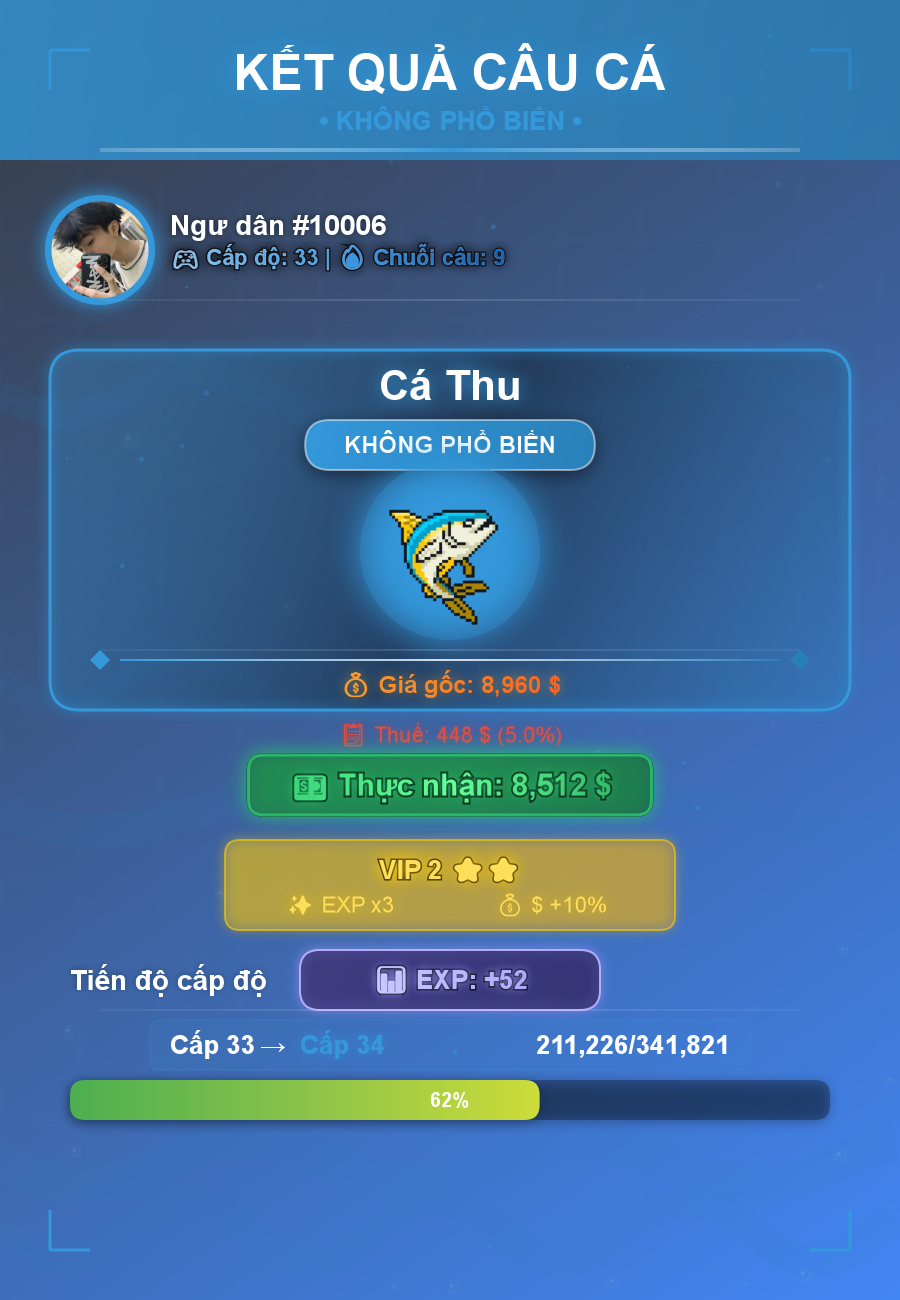 KẾT QUẢ CÂU CÁ
• KHÔNG PHỔ BIẾN •
Ngư dân #10006
Cấp độ: 33 | Chuỗi câu: 9
Cá Thu
KHÔNG PHỔ BIẾN
Giá gốc: 8,960 $
Thuế: 448 $ (5.0%)
Thực nhận: 8,512 $
VIP 2
EXP x3 $ +10%
Tiến độ cấp độ EXP: +52
Cấp 33 → Cấp 34 211,226/341,821
62%